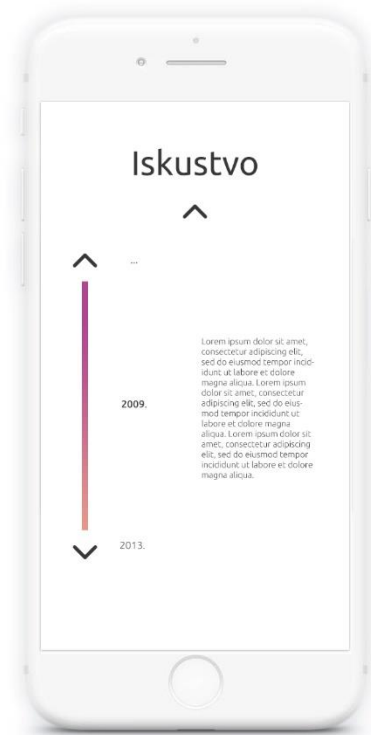 Iskustvo
...
Lorem ipsum dolor sit amet,
consectetur adipiscing elit,
sed do eiusmod tempor incid-
idunt ut labore et dolore
magna aliqua. Lorem ipsum
dolor sit amet, consectetur
adipiscing elit, sed do eius-
mod tempor incididunt ut
labore et dolore magna
aliqua. Lorem ipsum dolor sit
amet, consectetur adipiscing
elit, sed do eiusmod tempor
incididunt ut labore et dolore
magna aliqua.
2009.
2013.